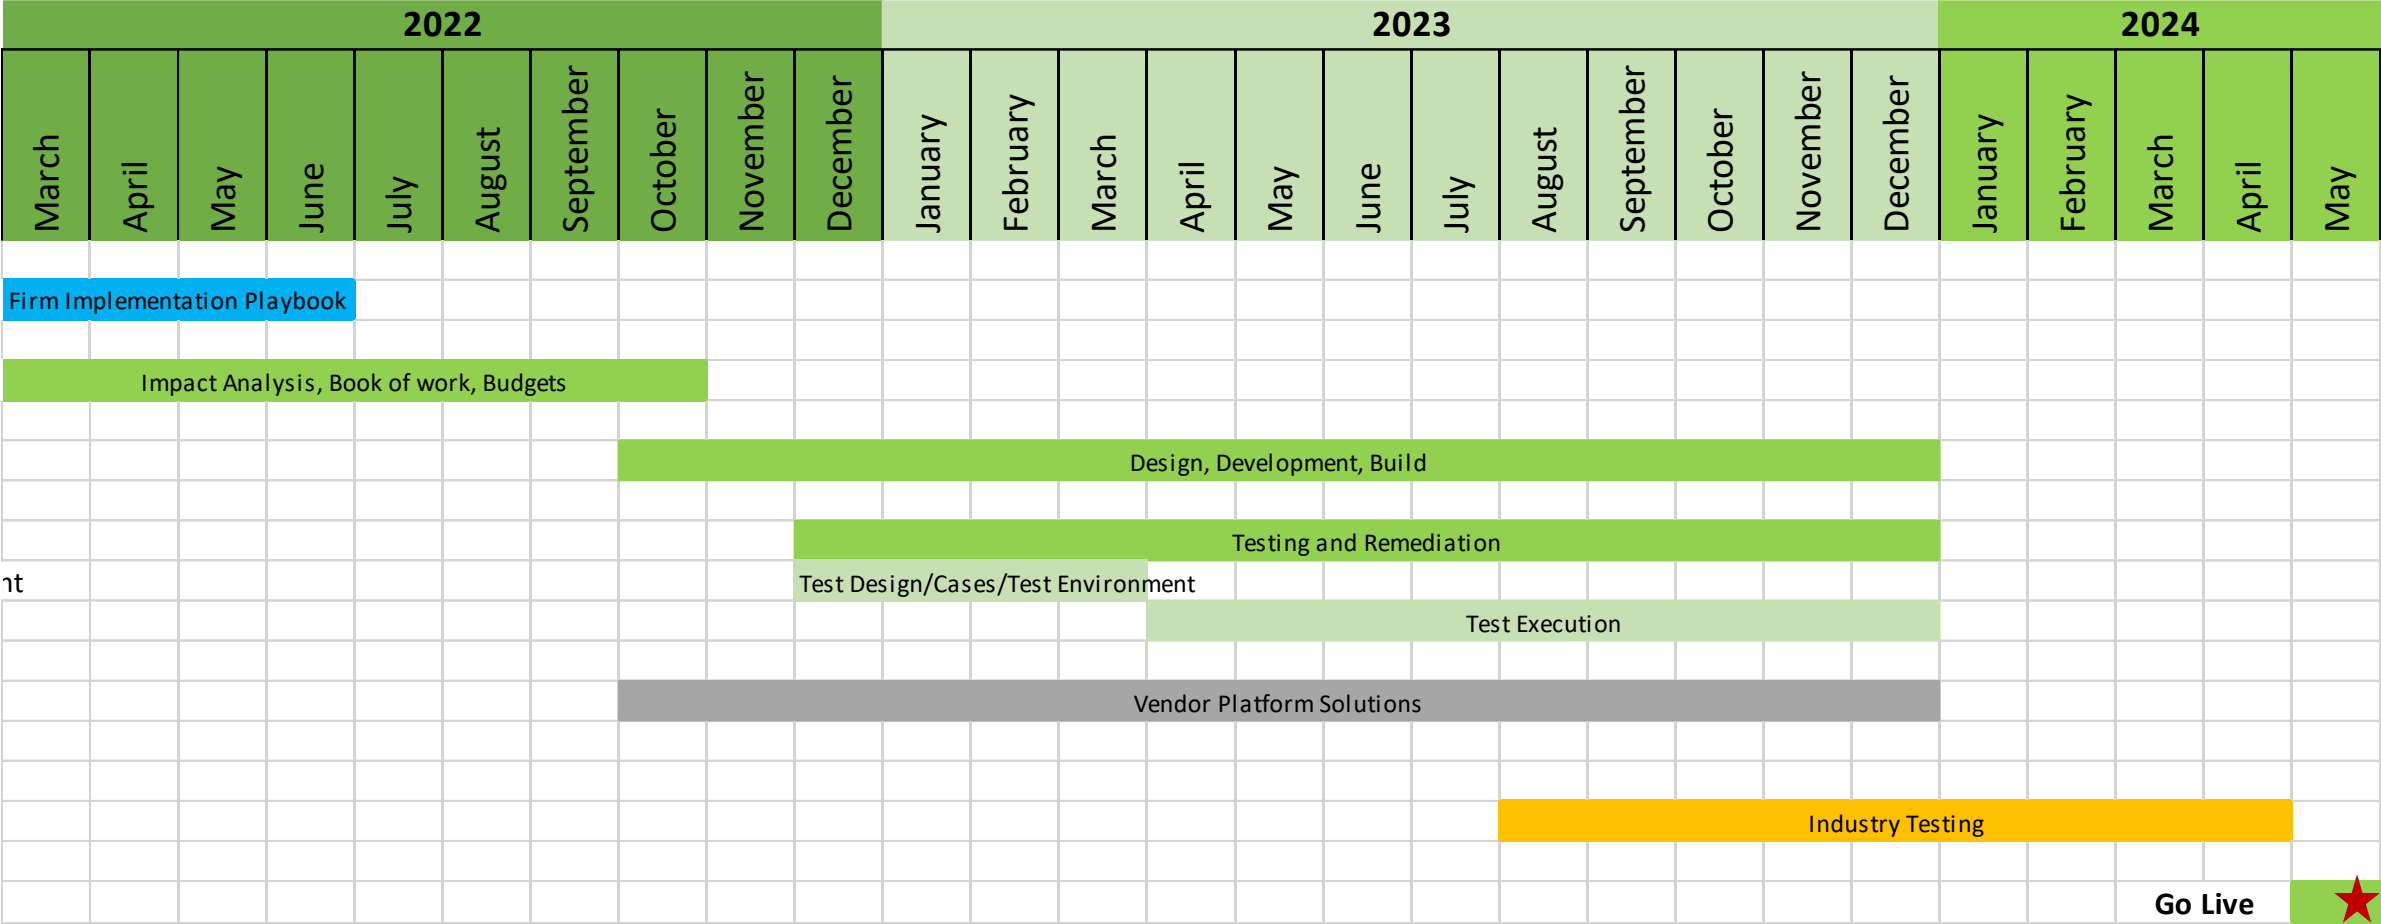 2022 2023 2024
March April May June July August September October November December January February March April May June July August September October November December January February March April May
Firm Implementation Playbook
Impact Analysis, Book of work, Budgets
Design, Development, Build
Testing and Remediation
nt Test Design/Cases/Test Environment
Test Execution
Vendor Platform Solutions
Industry Testing
Go Live